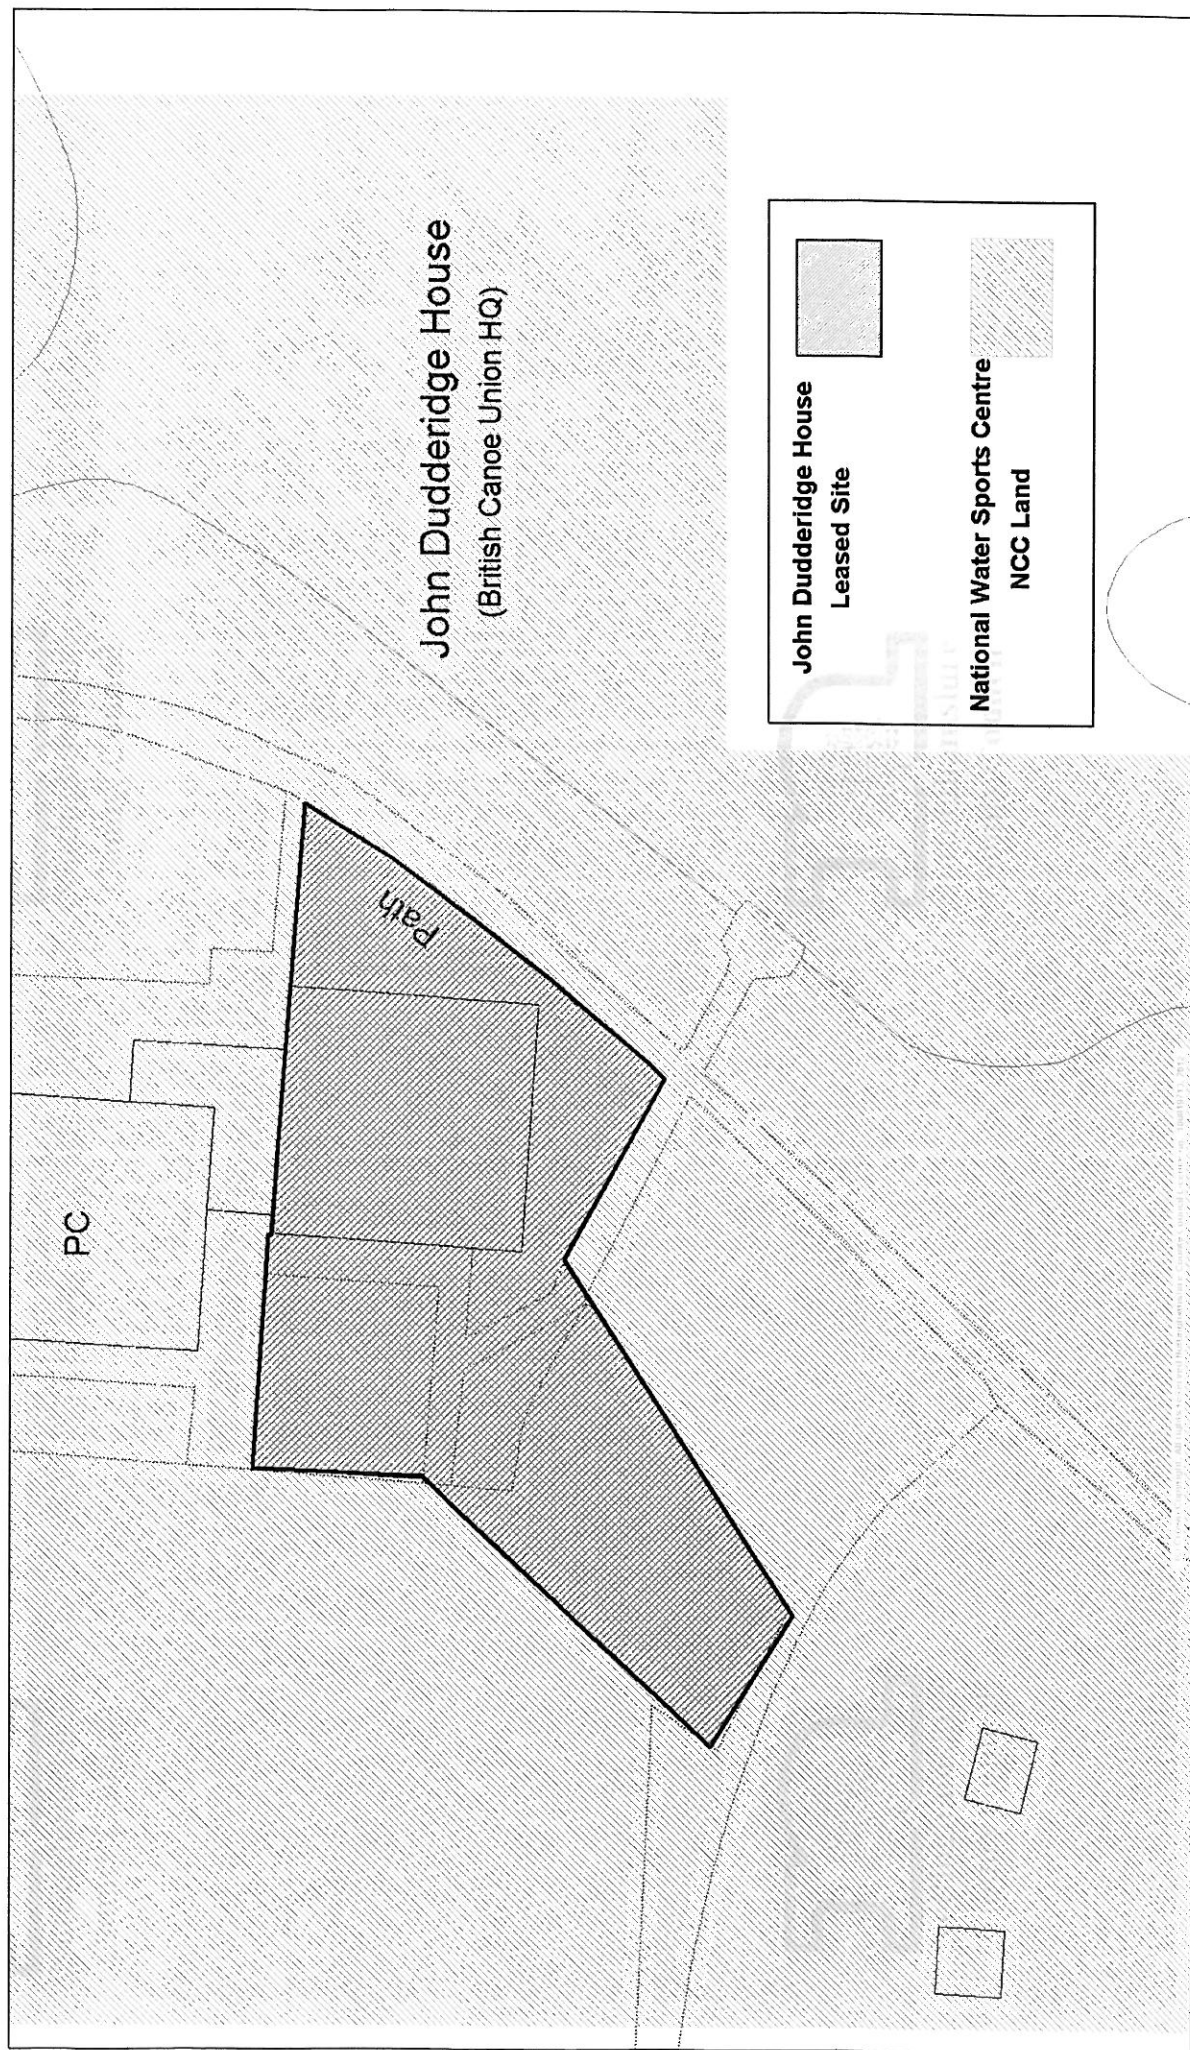 John Dudderidge House
(British Canoe Union HQ)
PC
Path
John Dudderidge House
Leased Site
National Water Sports Centre
NCC Land